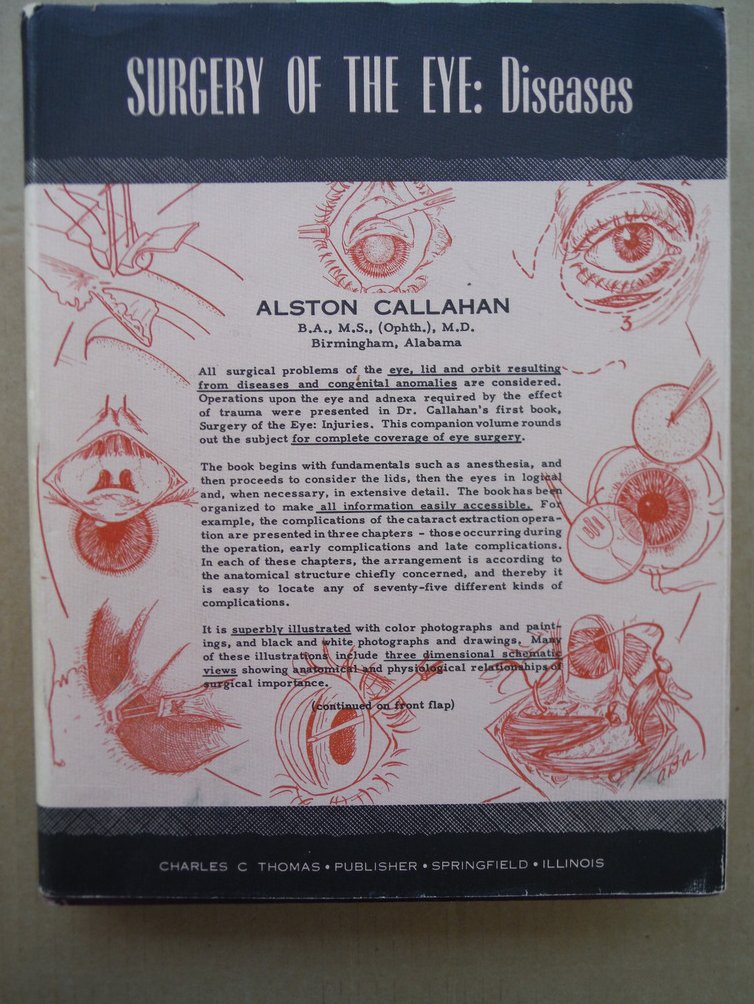 SURGERY OF THE EYE: Diseases
ALSTON CALLAHAN
B.A., M.S., (Ophth.), M.D.
Birmingham, Alabama
All surgical problems of the eye, lid and orbit resulting
from diseases and congenital anomalies are considered.
Operations upon the eye and adnexa required by the effect
of trauma were presented in Dr. Callahan's first book,
Surgery of the Eye: Injuries. This companion volume rounds
out the subject for complete coverage of eye surgery.
The book begins with fundamentals such as anesthesia, and
then proceeds to consider the lids, then the eyes in logical
and, when necessary, in extensive detail. The book has been
organized to make all information easily accessible. For
example, the complications of the cataract extraction opera-
tion are presented in three chapters - those occurring during
the operation, early complications and late complications.
In each of these chapters, the arrangement is according to
the anatomical structure chiefly concerned, and thereby it
is easy to locate any of seventy-five different kinds of
complications.
It is superbly illustrated with color photographs and paint-
ings, and black and white photographs and drawings. Many
of these illustrations include three dimensional schematic
views showing anatomical and physiological relationships of
surgical importance.
(continued on front flap)
3
CHARLES C THOMAS • PUBLISHER • SPRINGFIELD • ILLINOIS